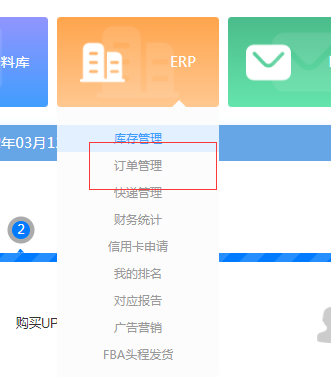 料库
ERP
年03月1
库存管理
订单管理
快递管理
2
财务统计
信用卡申请
我的排名
购买UP
对应报告
广告营销
FBA头程发货